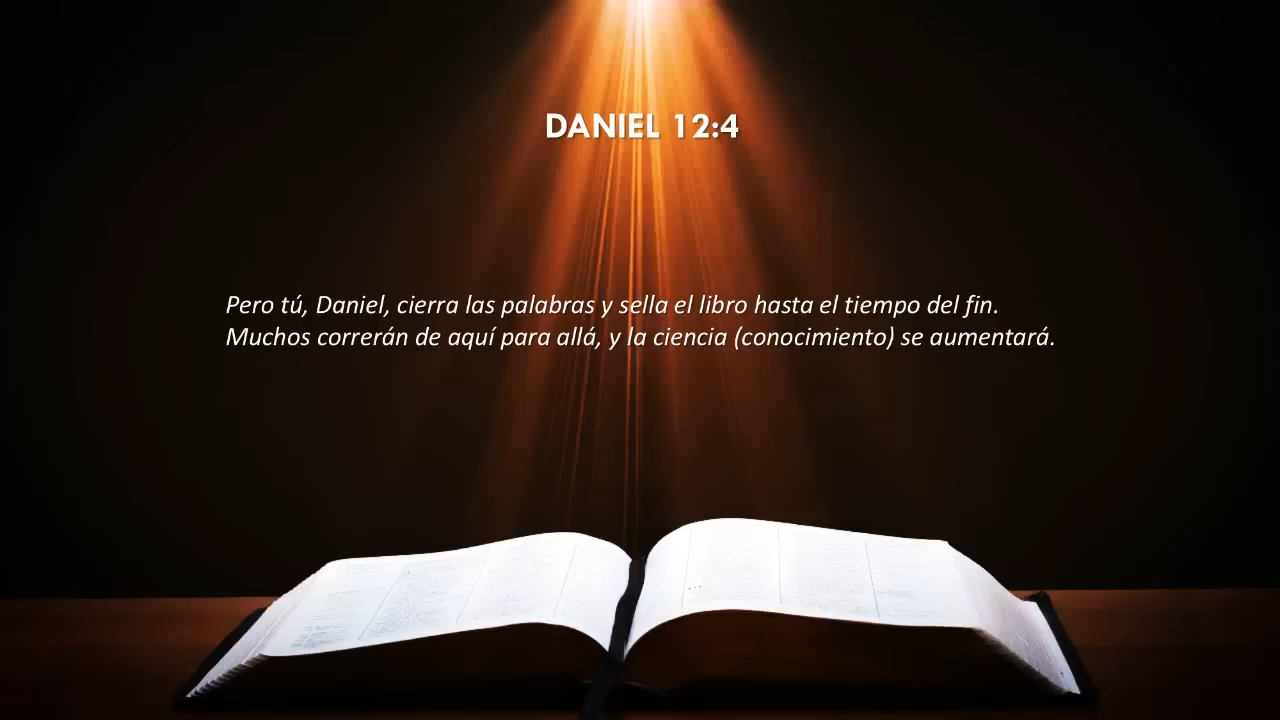 DANIEL 12:4
Pero tú, Daniel, cierra las palabras y sella el libro hasta el tiempo del fin.
Muchos correrán de aquí para allá, y la ciencia (conocimiento) se aumentará.